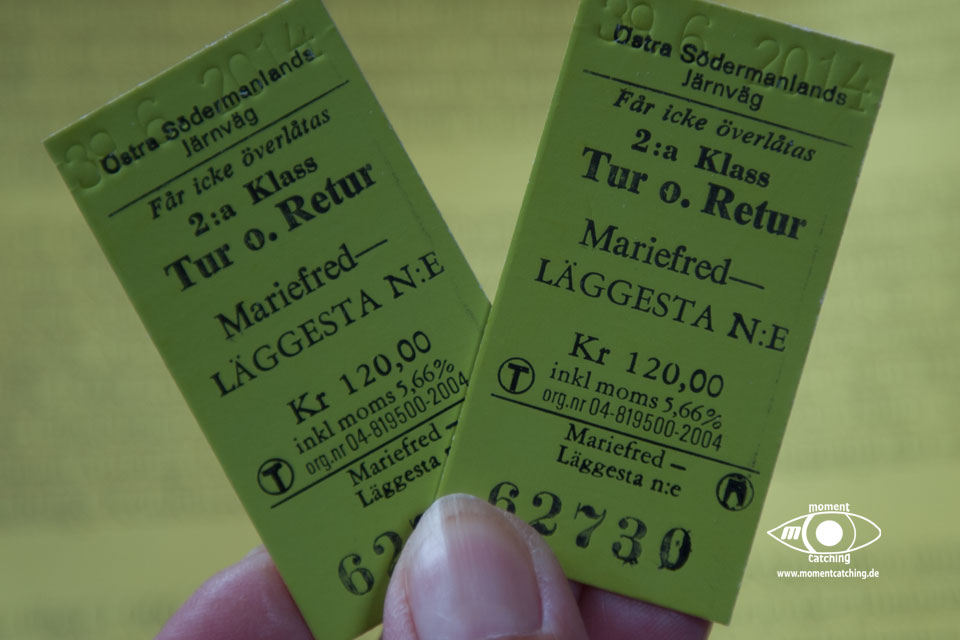 30 6 2014
Östra Södermanlands
Järnväg
Får icke överlåtas
2:a Klass
Tur o. Retur
Mariefred—
LÄGGESTA N:E
Kr 120,00
inkl moms 5,66%
T org.nr 04-819500-2004
Mariefred –
Läggesta
2014
Östra Södermanlands
Järnväg
Får icke överlåtas
2:a Klass
Tur o. Retur
Mariefred—
LÄGGESTA N:E
Kr 120,00
T inkl moms 5,66%
org.nr 04-819500-2004
Mariefred –
Läggesta n:e
62730
moment
m
catching
www.momentcatching.de